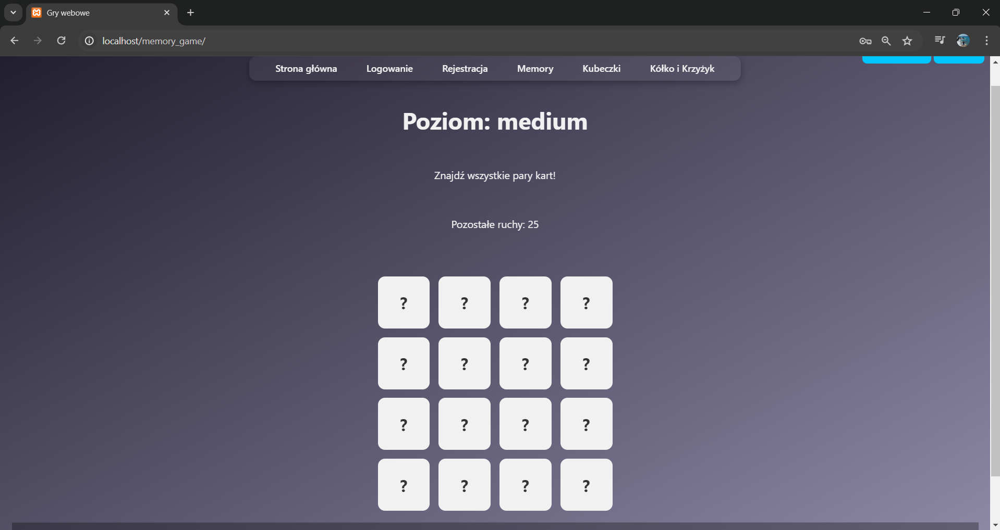 Gry webowe
localhost/memory_game/
Strona główna Logowanie Rejestracja Memory Kubeczki Kółko i Krzyżyk
Poziom: medium
Znajdź wszystkie pary kart!
Pozostałe ruchy: 25
? ? ? ?
? ? ? ?
? ? ? ?
? ? ? ?